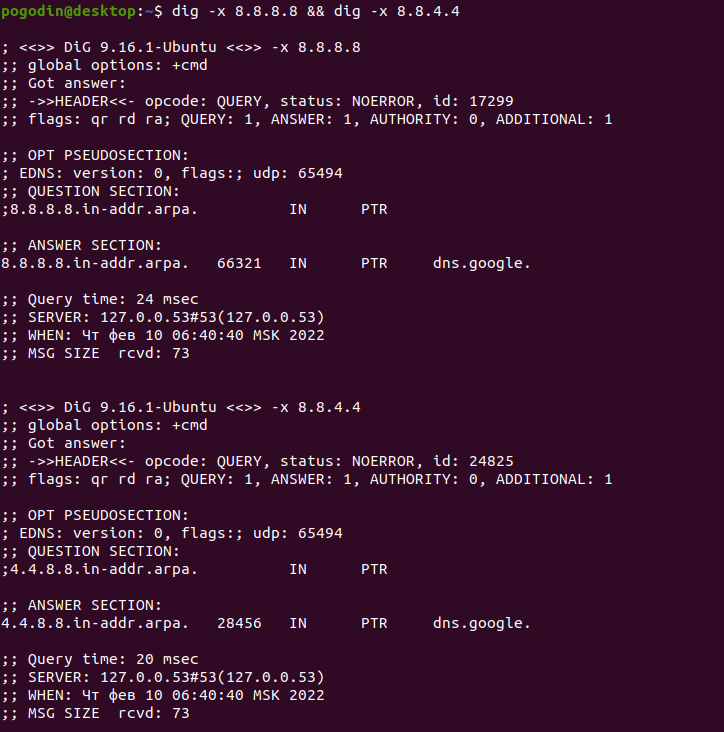 pogodin@desktop:~$ dig -x 8.8.8.8 && dig -x 8.8.4.4

; <<>> DiG 9.16.1-Ubuntu <<>> -x 8.8.8.8
;; global options: +cmd
;; Got answer:
;; ->>HEADER<<- opcode: QUERY, status: NOERROR, id: 17299
;; flags: qr rd ra; QUERY: 1, ANSWER: 1, AUTHORITY: 0, ADDITIONAL: 1

;; OPT PSEUDOSECTION:
; EDNS: version: 0, flags:; udp: 65494
;; QUESTION SECTION:
;8.8.8.8.in-addr.arpa.		IN	PTR

;; ANSWER SECTION:
8.8.8.8.in-addr.arpa.	66321	IN	PTR	dns.google.

;; Query time: 24 msec
;; SERVER: 127.0.0.53#53(127.0.0.53)
;; WHEN: Чт фев 10 06:40:40 MSK 2022
;; MSG SIZE  rcvd: 73


; <<>> DiG 9.16.1-Ubuntu <<>> -x 8.8.4.4
;; global options: +cmd
;; Got answer:
;; ->>HEADER<<- opcode: QUERY, status: NOERROR, id: 24825
;; flags: qr rd ra; QUERY: 1, ANSWER: 1, AUTHORITY: 0, ADDITIONAL: 1

;; OPT PSEUDOSECTION:
; EDNS: version: 0, flags:; udp: 65494
;; QUESTION SECTION:
;4.4.8.8.in-addr.arpa.		IN	PTR

;; ANSWER SECTION:
4.4.8.8.in-addr.arpa.	28456	IN	PTR	dns.google.

;; Query time: 20 msec
;; SERVER: 127.0.0.53#53(127.0.0.53)
;; WHEN: Чт фев 10 06:40:40 MSK 2022
;; MSG SIZE  rcvd: 73